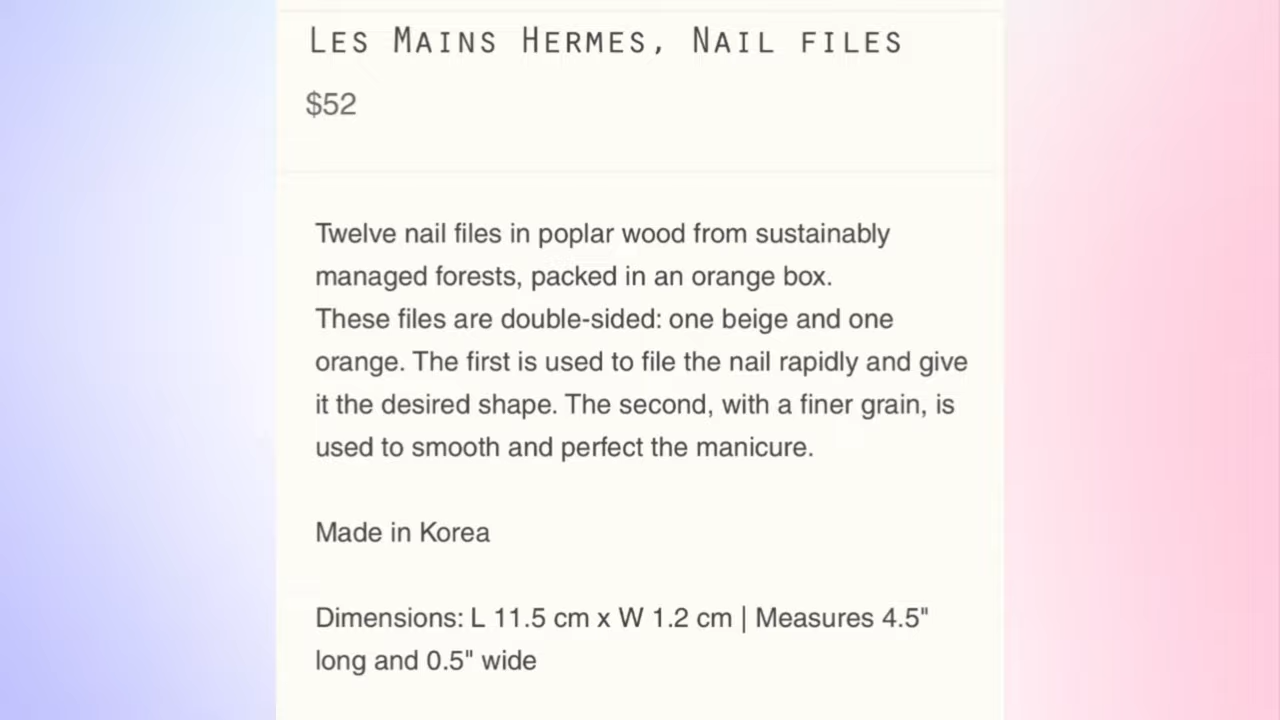 LES MAINS HERMES, NAIL FILES
$52
Twelve nail files in poplar wood from sustainably
managed forests, packed in an orange box.
These files are double-sided: one beige and one
orange. The first is used to file the nail rapidly and give
it the desired shape. The second, with a finer grain, is
used to smooth and perfect the manicure.
Made in Korea
Dimensions: L 11.5 cm x W 1.2 cm | Measures 4.5"
long and 0.5" wide